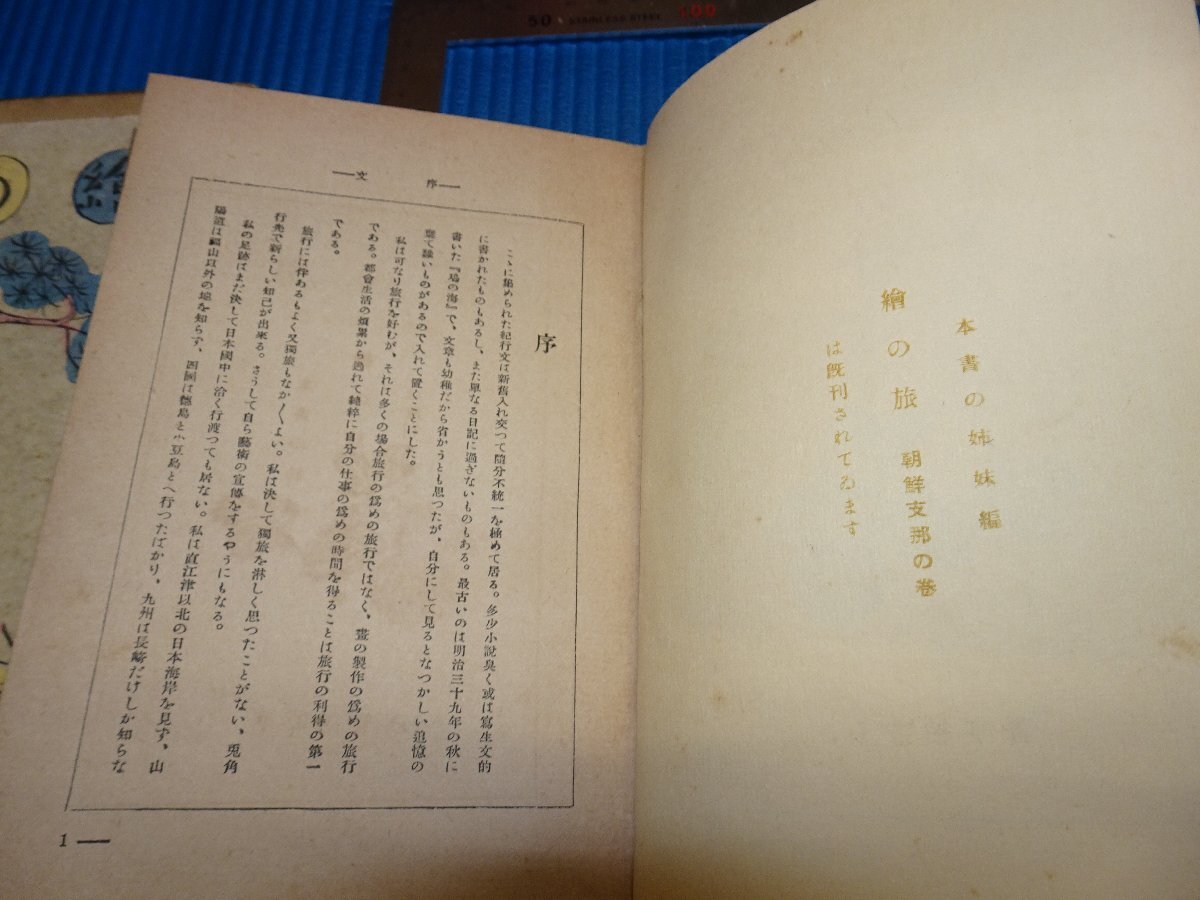 50 STAINLESS STEEL 100
本書の姉妹編
繪の旅 朝鮮支那の卷
は既刊されてゐます
序文
序
こゝに集められた紀行文は新舊入れ交つて隨分不統一を極めて居る。多少小說臭く或は寫生文的
に書かれたものもあるし、また單なる日記に過ぎないものもある。最古いのは明治三十九年の秋に
書いた『鳰の海』で、文章も幼稚だから省かうとも思つたが、自分にして見るとなつかしい追憶の
棄て難いものがあるので入れて置くことにした。
私は可なり旅行を好むが、それは多くの場合旅行の爲めの旅行ではなく、畫の製作の爲めの旅行
である。都會生活の煩累から逃れて純粹に自分の仕事の爲めの時間を得ることは旅行の利得の第一
である。
旅行には伴あるもよく又獨旅もなか〱よい。私は決して獨旅を淋しく思つたことがない、兎角
行先で新らしい知己が出來る。さうして自ら藝術の宣傳をするやうにもなる。
私の足跡はまだ決して日本國中に洽く行渡つても居ない。私は直江津以北の日本海岸を見ず、山
陽道は岡山以外の地を知らず、四國は德島と小豆島とへ行つたばかり、九州は長崎だけしか知らな
1
繪
の